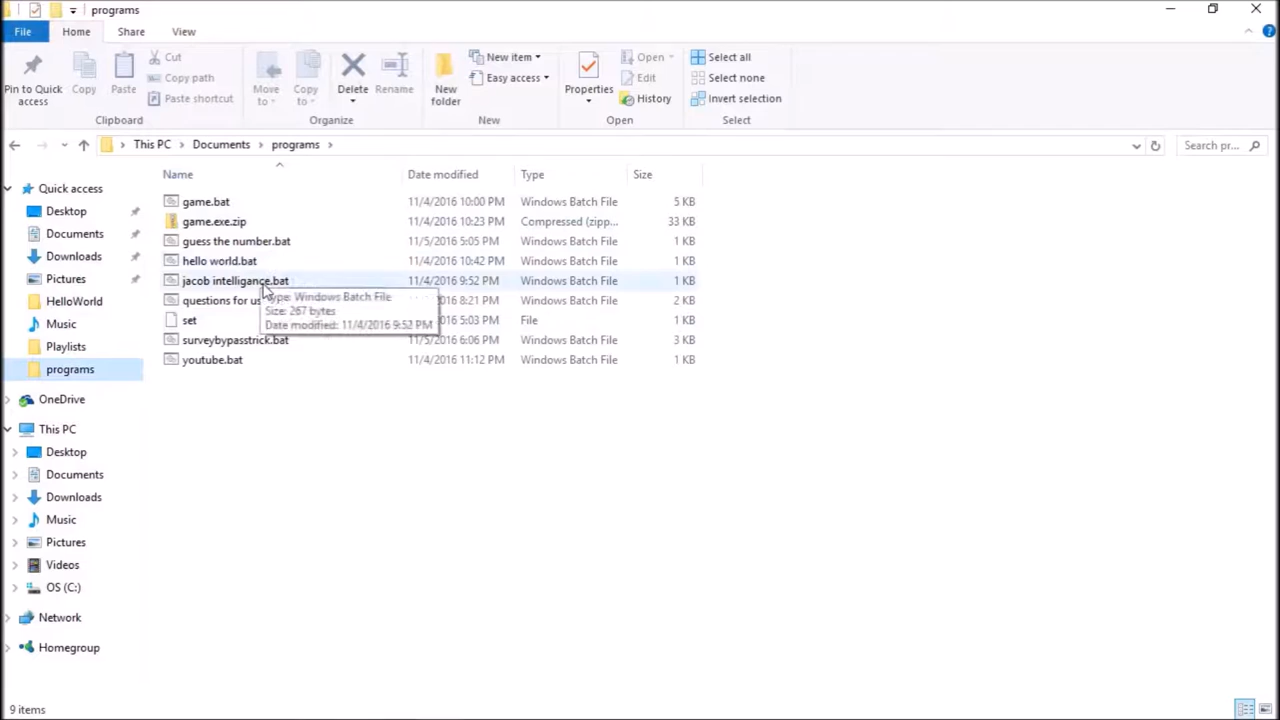 programs
File Home Share View
Pin to Quick access
Copy
Paste
Cut
Copy path
Paste shortcut
Clipboard
Move to
Copy to
Delete
Rename
Organize
New folder
New item
Easy access
New
Properties
Open
Edit
History
Open
Select all
Select none
Invert selection
Select
This PC Documents programs
Search pr...
Name Date modified Type Size
game.bat 11/4/2016 10:00 PM Windows Batch File 5 KB
game.exe.zip 11/4/2016 10:23 PM Compressed (zipp... 33 KB
guess the number.bat 11/5/2016 5:05 PM Windows Batch File 1 KB
hello world.bat 11/4/2016 10:42 PM Windows Batch File 1 KB
jacob intelligance.bat 11/4/2016 9:52 PM Windows Batch File 1 KB
questions for us 2016 8:21 PM Windows Batch File 2 KB
set 2016 5:03 PM File 1 KB
surveybypasstrick.bat 11/5/2016 6:06 PM Windows Batch File 3 KB
youtube.bat 11/4/2016 11:12 PM Windows Batch File 1 KB
Type: Windows Batch File
Size: 267 bytes
Date modified: 11/4/2016 9:52 PM
Quick access
Desktop
Documents
Downloads
Pictures
HelloWorld
Music
Playlists
programs
OneDrive
This PC
Desktop
Documents
Downloads
Music
Pictures
Videos
OS (C:)
Network
Homegroup
9 items